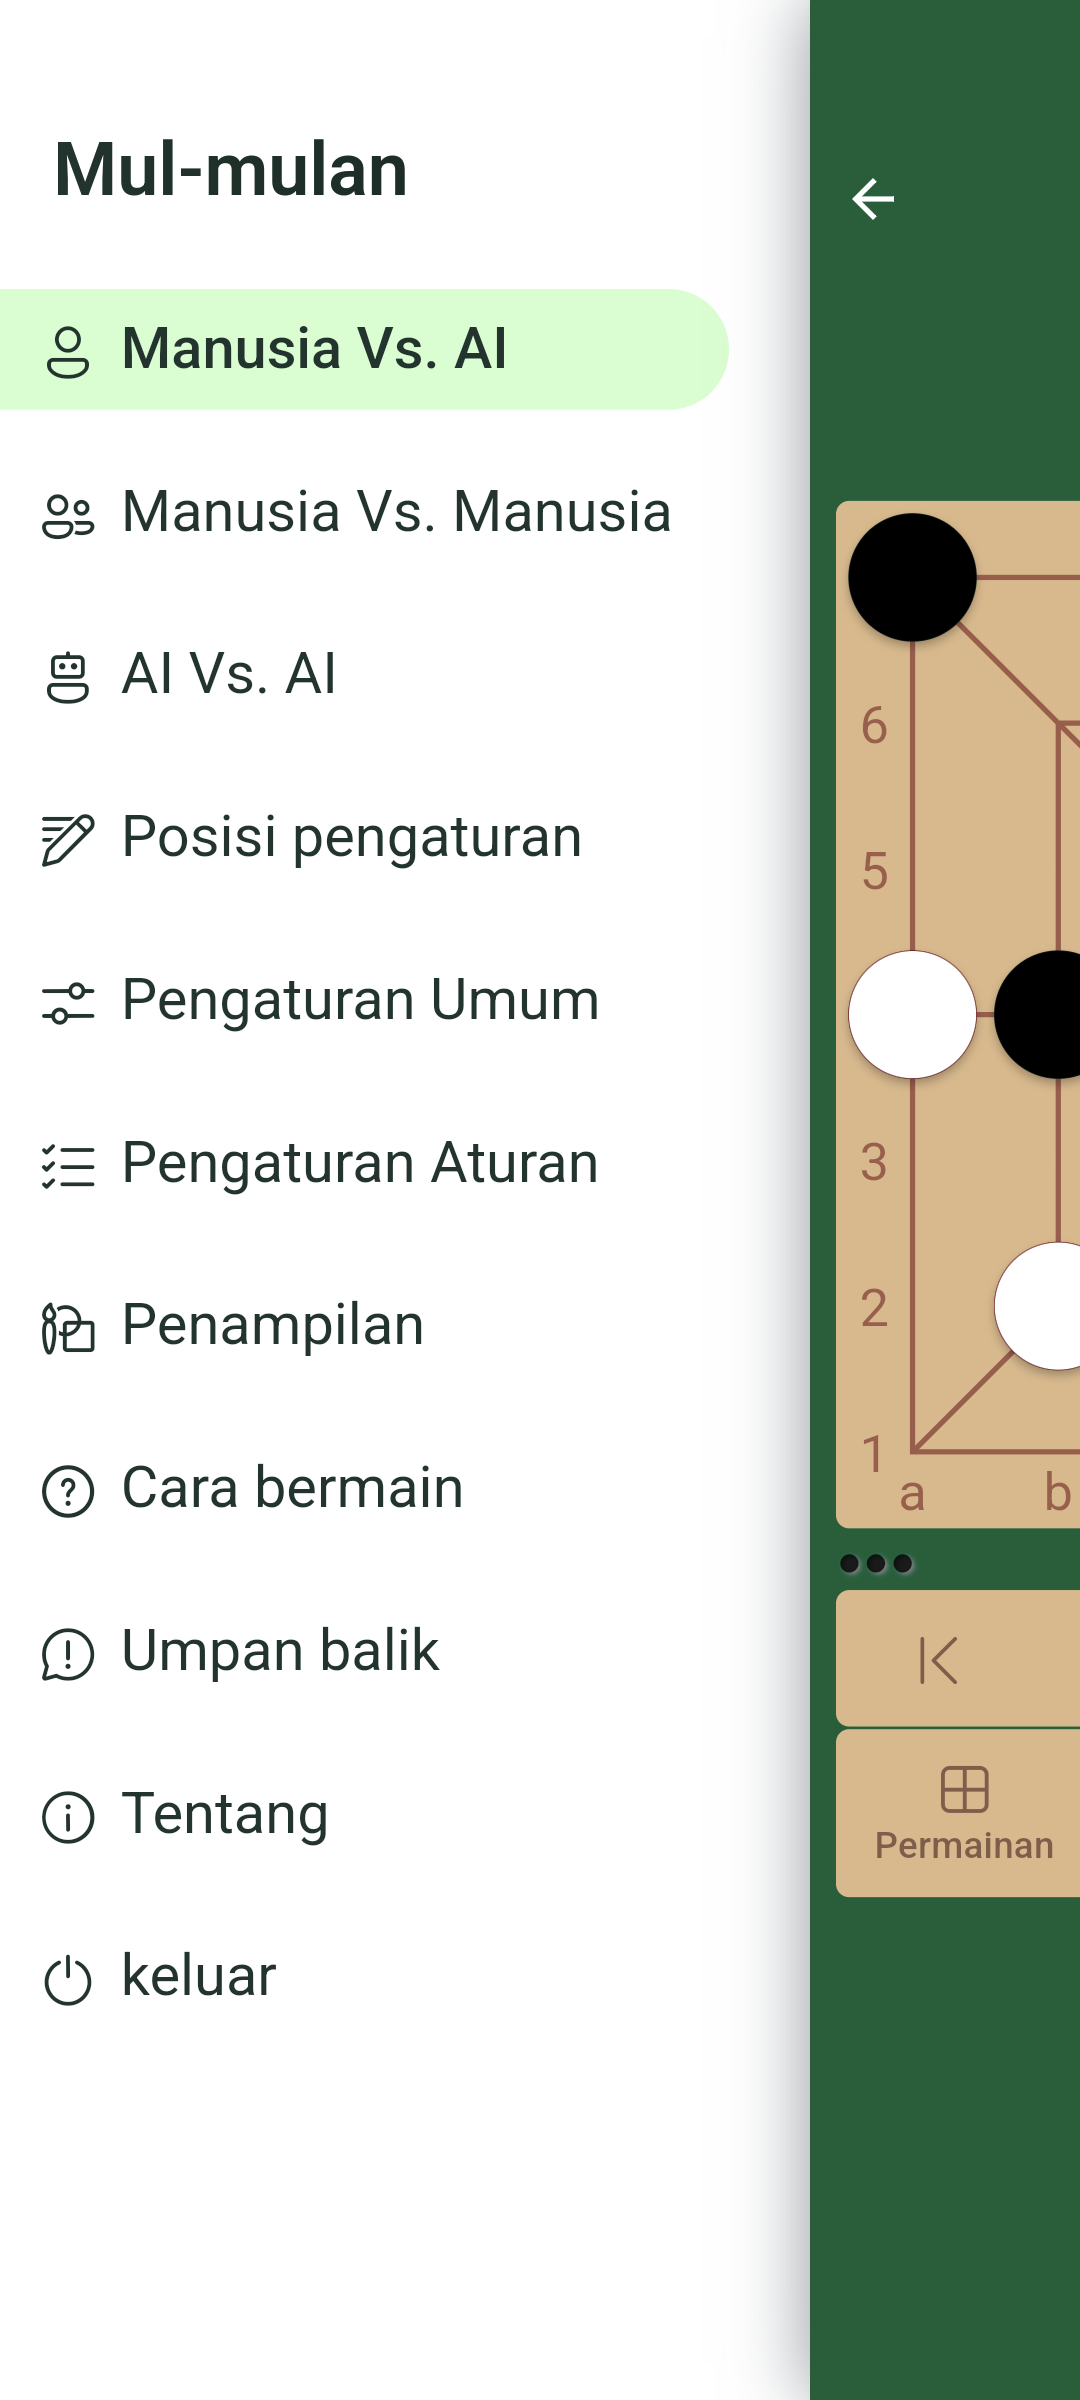 Mul-mulan
Manusia Vs. AI
Manusia Vs. Manusia
AI Vs. AI
Posisi pengaturan
Pengaturan Umum
Pengaturan Aturan
Penampilan
Cara bermain
Umpan balik
Tentang
keluar
6
5
3
2
1
a b
Permainan